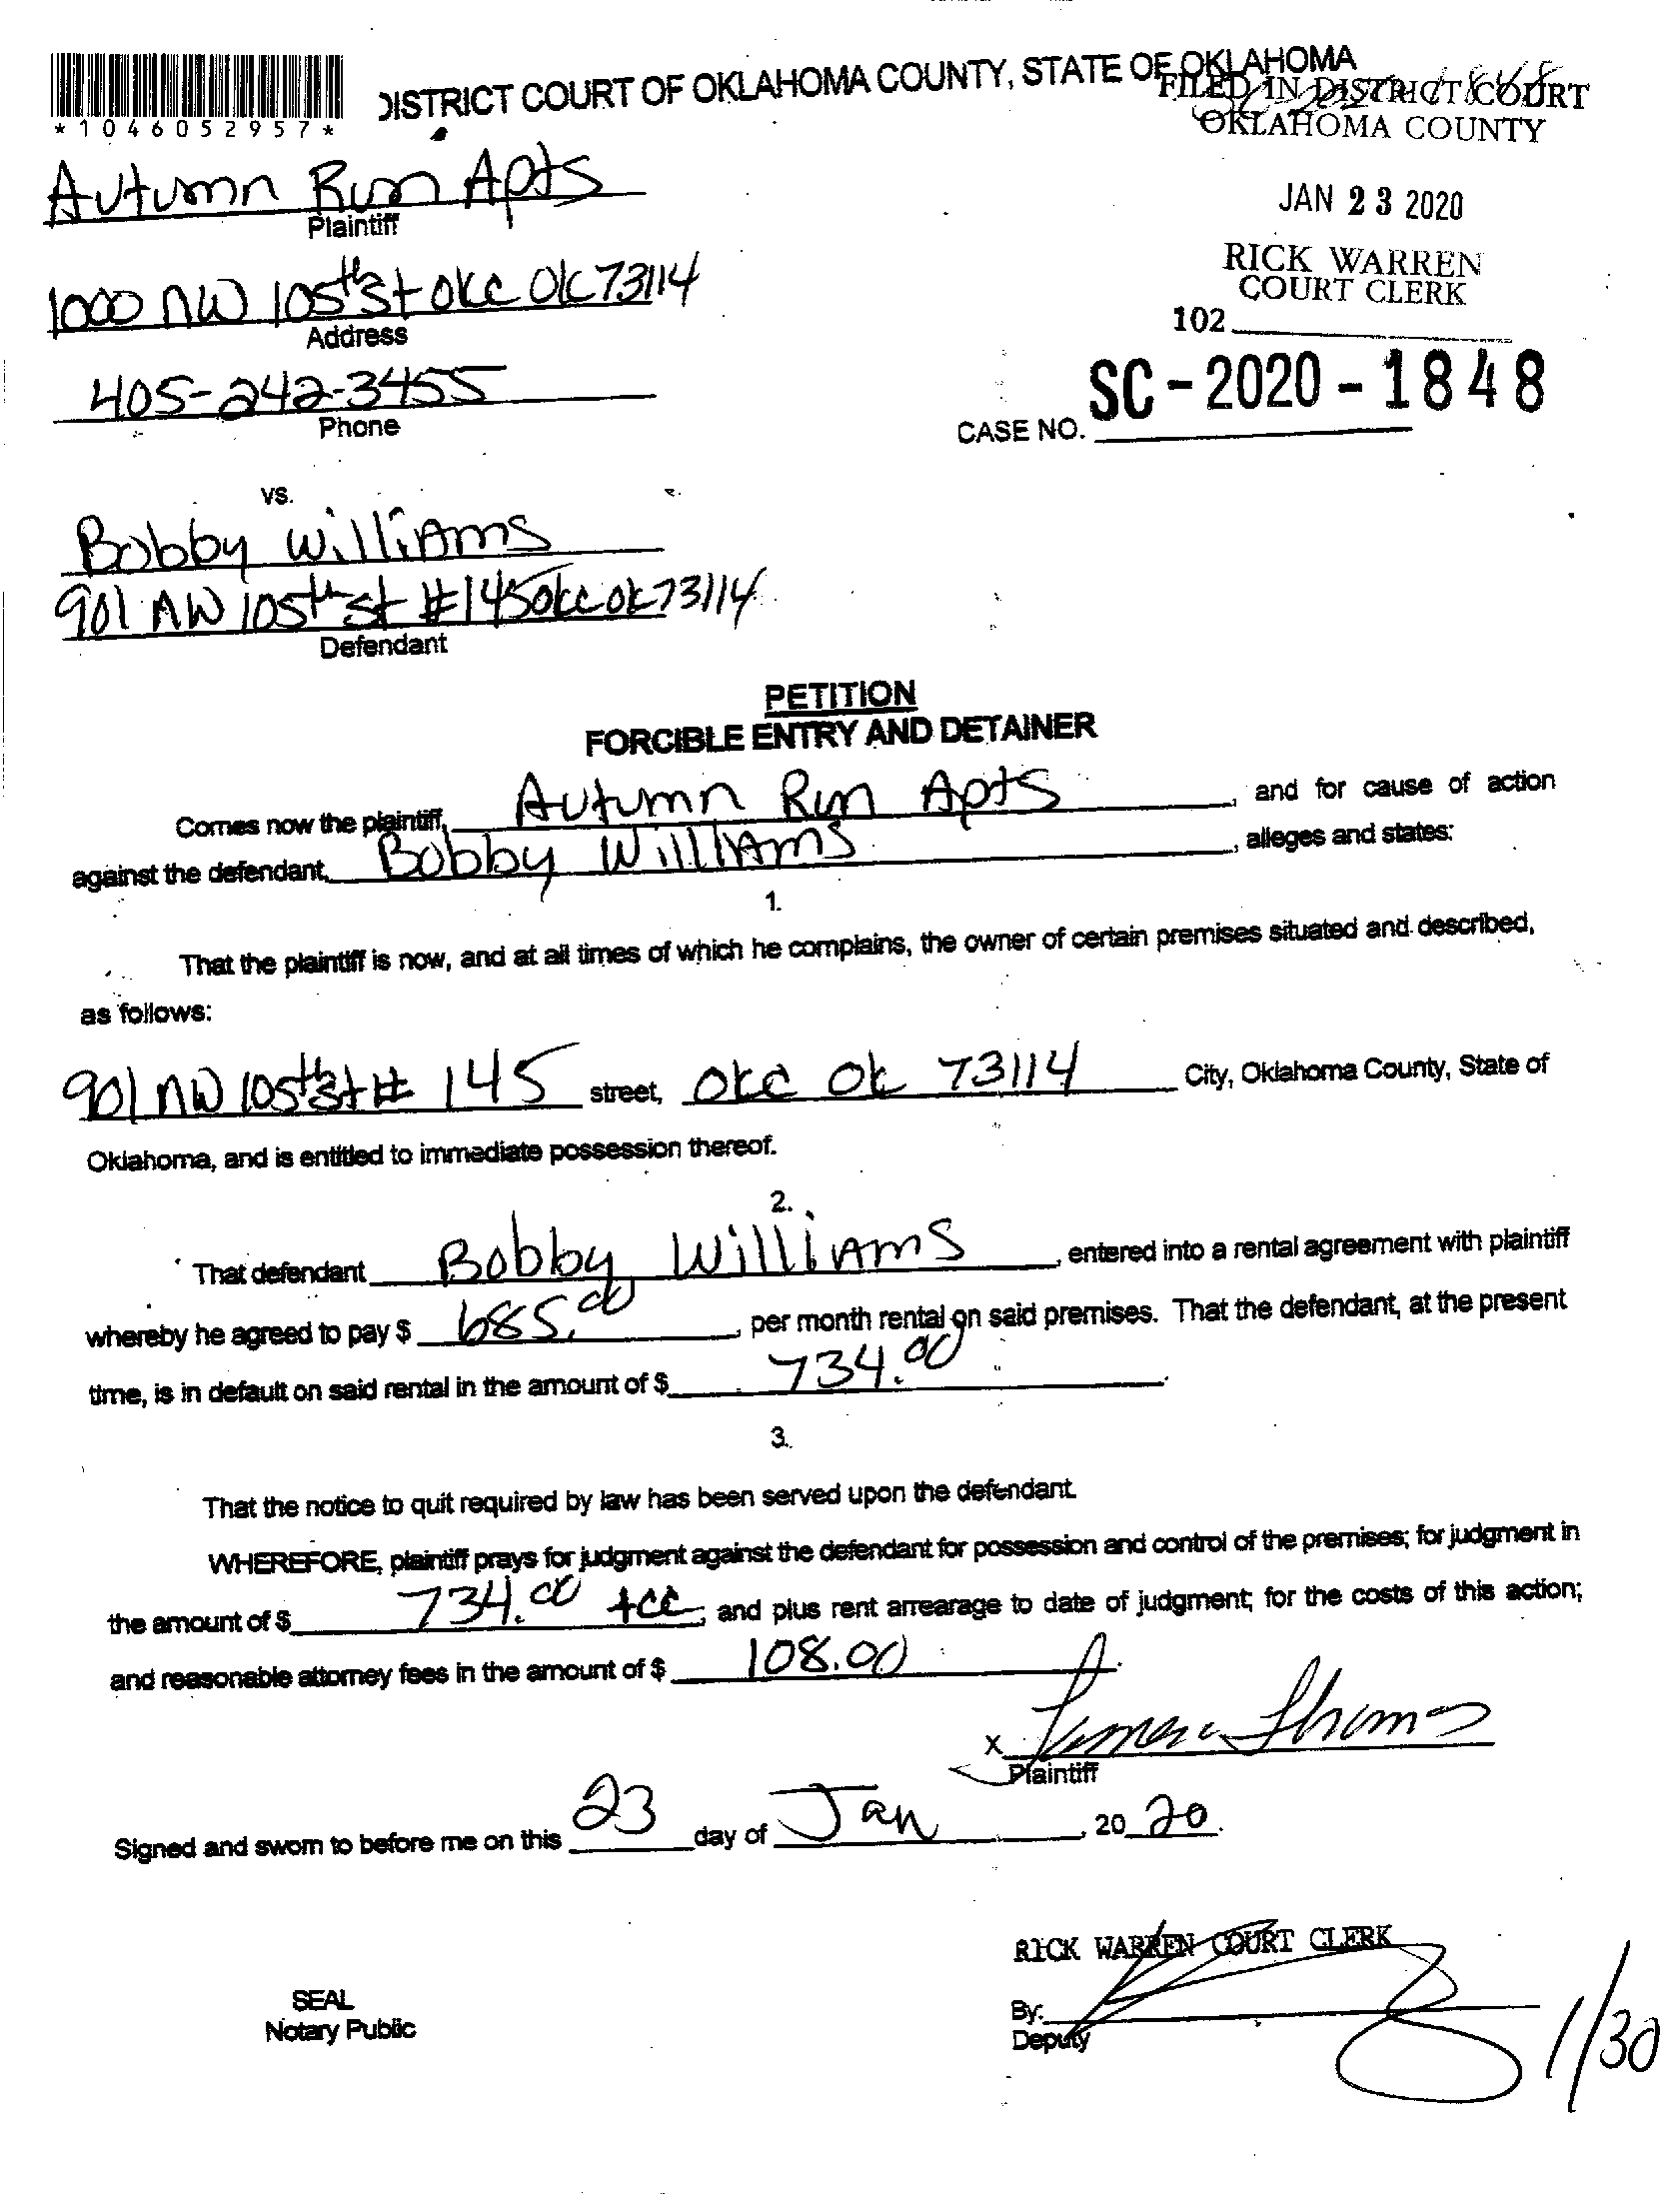 DISTRICT COURT OF OKLAHOMA COUNTY, STATE OF OKLAHOMA
*1046052957*
FILED IN DISTRICT COURT
OKLAHOMA COUNTY
JAN 23 2020
RICK WARREN
COURT CLERK
102
SC-2020-1848
CASE NO.
Autumn Run Apts
Plaintiff
1000 NW 105th St OKC OK 73114
Address
405-242-3455
Phone
vs.
Bobby Williams
901 NW 105th St #145 OKC OK 73114
Defendant
PETITION
FORCIBLE ENTRY AND DETAINER
Comes now the plaintiff, Autumn Run Apts, and for cause of action
against the defendant, Bobby Williams, alleges and states:
1.
That the plaintiff is now, and at all times of which he complains, the owner of certain premises situated and described,
as follows:
901 NW 105th St # 145 street, OKC OK 73114 City, Oklahoma County, State of
Oklahoma, and is entitled to immediate possession thereof.
2.
That defendant Bobby Williams, entered into a rental agreement with plaintiff
whereby he agreed to pay $ 685.00, per month rental on said premises. That the defendant, at the present
time, is in default on said rental in the amount of $ 734.00.
3.
That the notice to quit required by law has been served upon the defendant.
WHEREFORE, plaintiff prays for judgment against the defendant for possession and control of the premises; for judgment in
the amount of $ 734.00 +cc, and plus rent arrearage to date of judgment; for the costs of this action;
and reasonable attorney fees in the amount of $ 108.00.
x
Plaintiff
Signed and sworn to before me on this 23 day of Jan, 20 20.
RICK WARREN COURT CLERK
SEAL
Notary Public
By:
Deputy
1/30